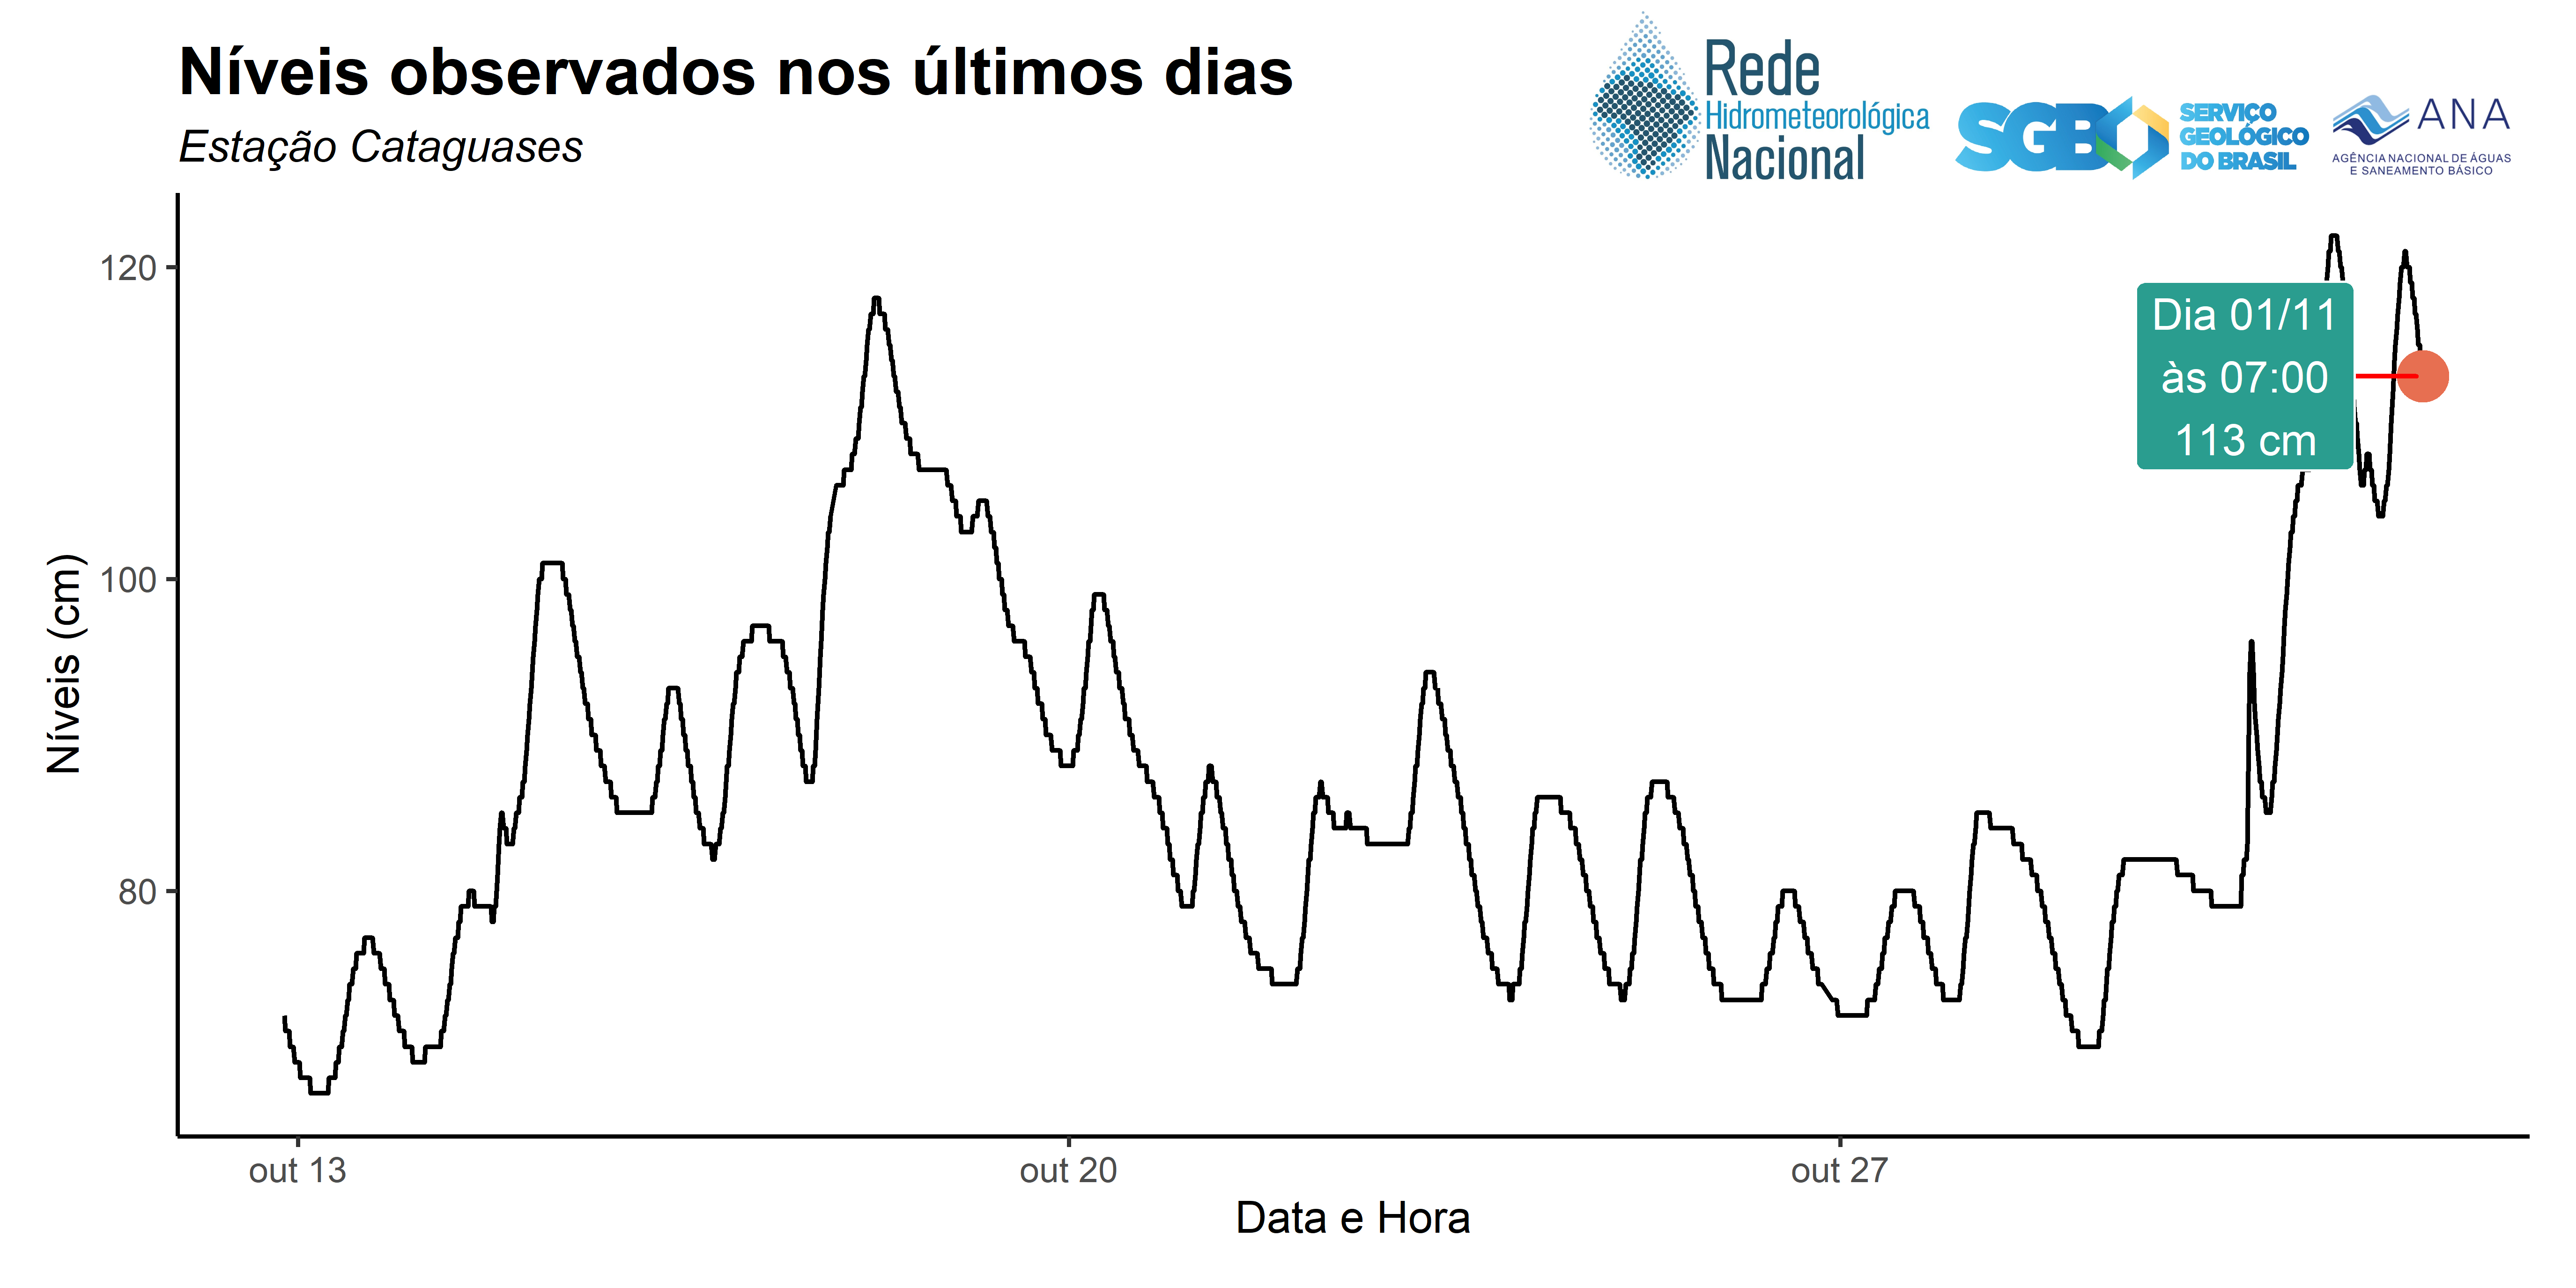 Níveis observados nos últimos dias
Estação Cataguases
Rede
Hidrometeorológica
Nacional
SGB
SERVIÇO
GEOLÓGICO
DO BRASIL
ANA
AGÊNCIA NACIONAL DE ÁGUAS
E SANEAMENTO BÁSICO
120
100
80
Níveis (cm)
Dia 01/11
às 07:00
113 cm
out 13
out 20
out 27
Data e Hora